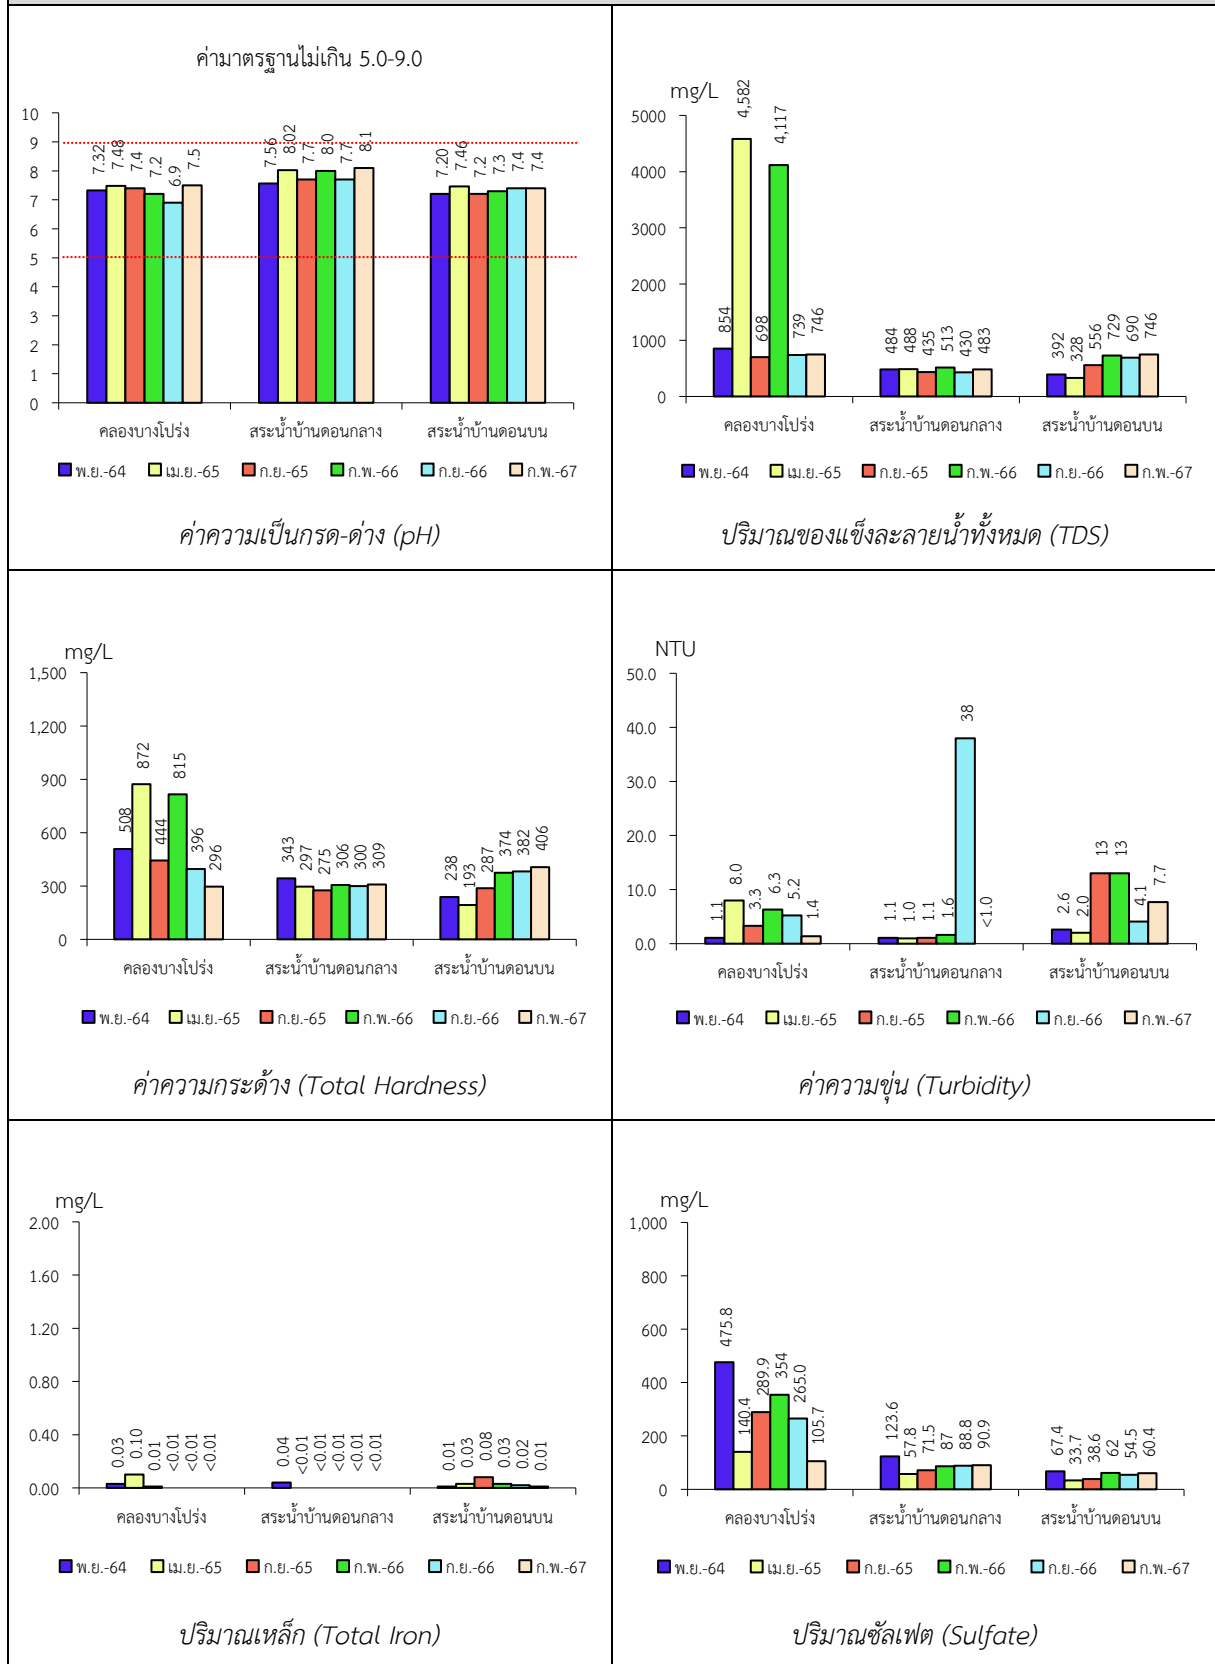 ค่ามาตรฐานไม่เกิน 5.0-9.0
10
9
8
7
6
5
4
3
2
1
0
7.32 7.48 7.4 7.2 6.9 7.5
7.56 8.02 7.7 8.0 7.7 8.1
7.20 7.46 7.2 7.3 7.4 7.4
คลองบางโปร่ง สระน้ำบ้านดอนกลาง สระน้ำบ้านดอนบน
พ.ย.-64 เม.ย.-65 ก.ย.-65 ก.พ.-66 ก.ย.-66 ก.พ.-67
ค่าความเป็นกรด-ด่าง (pH)
mg/L
5000
4000
3000
2000
1000
0
854 4,582 698 4,117 739 746
484 488 435 513 430 483
392 328 556 729 690 746
คลองบางโปร่ง สระน้ำบ้านดอนกลาง สระน้ำบ้านดอนบน
พ.ย.-64 เม.ย.-65 ก.ย.-65 ก.พ.-66 ก.ย.-66 ก.พ.-67
ปริมาณของแข็งละลายน้ำทั้งหมด (TDS)
mg/L
1,500
1,200
900
600
300
0
508 872 444 815 396 296
343 297 275 306 300 309
238 193 287 374 382 406
คลองบางโปร่ง สระน้ำบ้านดอนกลาง สระน้ำบ้านดอนบน
พ.ย.-64 เม.ย.-65 ก.ย.-65 ก.พ.-66 ก.ย.-66 ก.พ.-67
ค่าความกระด้าง (Total Hardness)
NTU
50.0
40.0
30.0
20.0
10.0
0.0
1.1 8.0 3.3 6.3 5.2 1.4
1.1 1.0 1.1 1.6 38 <1.0
2.6 2.0 13 13 4.1 7.7
คลองบางโปร่ง สระน้ำบ้านดอนกลาง สระน้ำบ้านดอนบน
พ.ย.-64 เม.ย.-65 ก.ย.-65 ก.พ.-66 ก.ย.-66 ก.พ.-67
ค่าความขุ่น (Turbidity)
mg/L
2.00
1.60
1.20
0.80
0.40
0.00
0.03 0.10 0.01 <0.01 <0.01 <0.01
0.04 <0.01 <0.01 <0.01 <0.01 <0.01
0.01 0.03 0.08 0.03 0.02 0.01
คลองบางโปร่ง สระน้ำบ้านดอนกลาง สระน้ำบ้านดอนบน
พ.ย.-64 เม.ย.-65 ก.ย.-65 ก.พ.-66 ก.ย.-66 ก.พ.-67
ปริมาณเหล็ก (Total Iron)
mg/L
1,000
800
600
400
200
0
475.8 140.4 289.9 354 265.0 105.7
123.6 57.8 71.5 87 88.8 90.9
67.4 33.7 38.6 62 54.5 60.4
คลองบางโปร่ง สระน้ำบ้านดอนกลาง สระน้ำบ้านดอนบน
พ.ย.-64 เม.ย.-65 ก.ย.-65 ก.พ.-66 ก.ย.-66 ก.พ.-67
ปริมาณซัลเฟต (Sulfate)